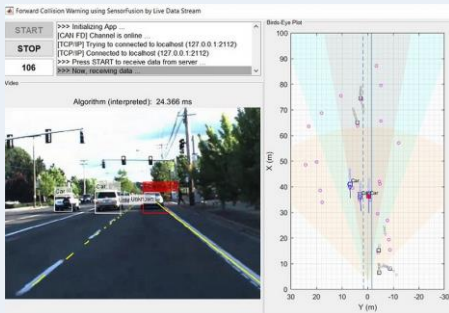 Forward Collision Warning using SensorFusion by Live Data Stream
START
STOP
106
>>> Initializing App ...
[CAN FD] Channel is online ...
[TCP/IP] Trying to connected to localhost (127.0.0.1:2112)
[TCP/IP] Connected to localhost (127.0.0.1:2112)
>>> Press START to receive data from server ...
>>> Now, receiving data ...
Video
Algorithm (interpreted): 24.366 ms
Car
Car
Unknown
Birds-Eye Plot
X (m)
100
90
80
70
60
50
40
30
20
10
0
Car
Car
30
20
10
0
-10
-20
-30
Y (m)